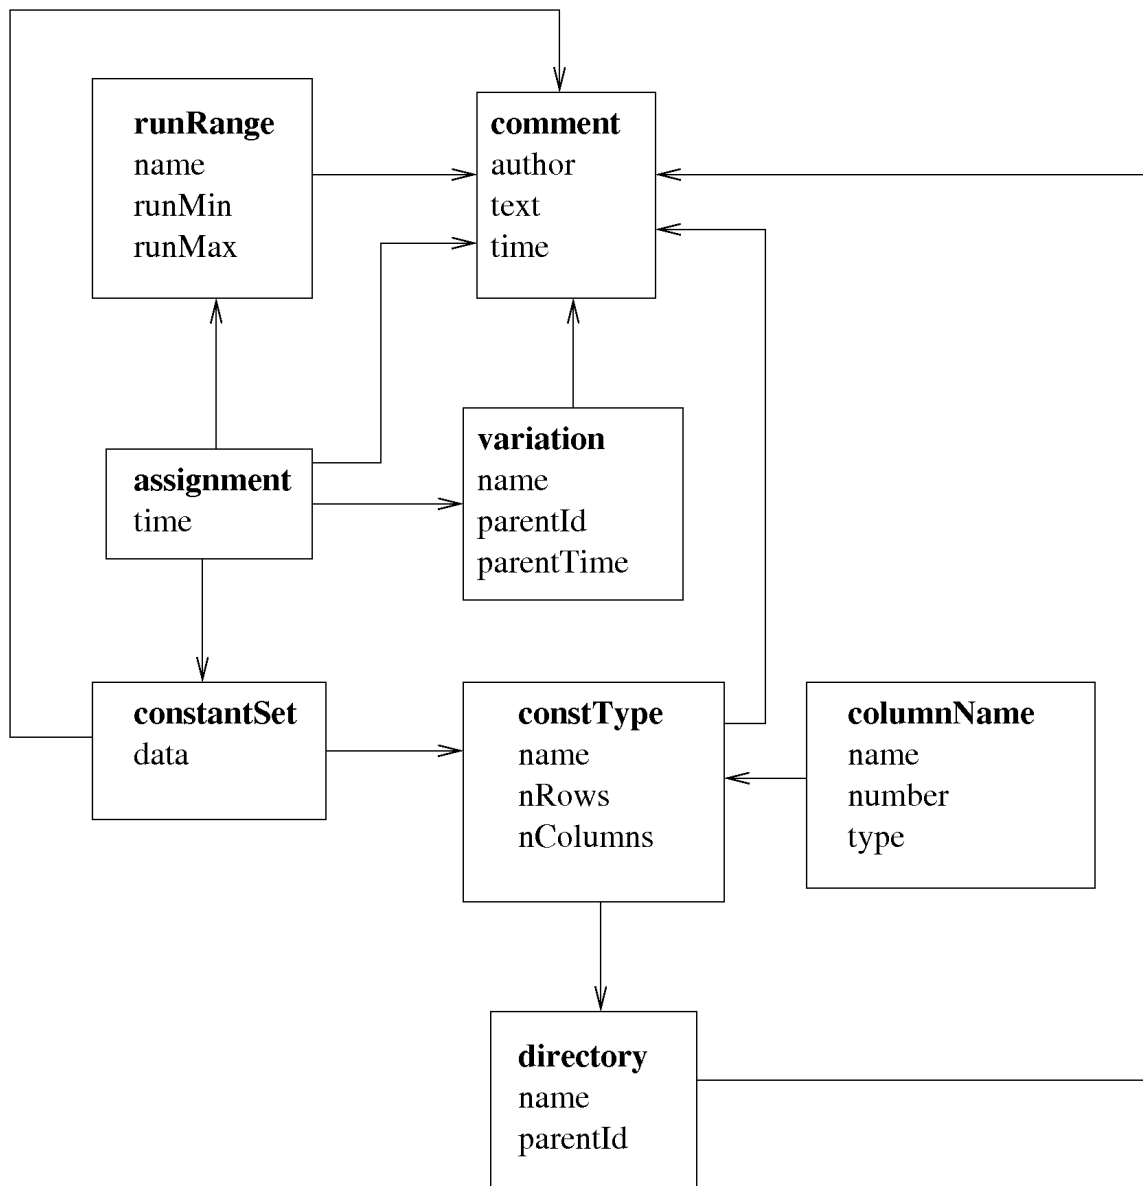 runRange
name
runMin
runMax
comment
author
text
time
assignment
time
variation
name
parentId
parentTime
constantSet
data
constType
name
nRows
nColumns
columnName
name
number
type
directory
name
parentId